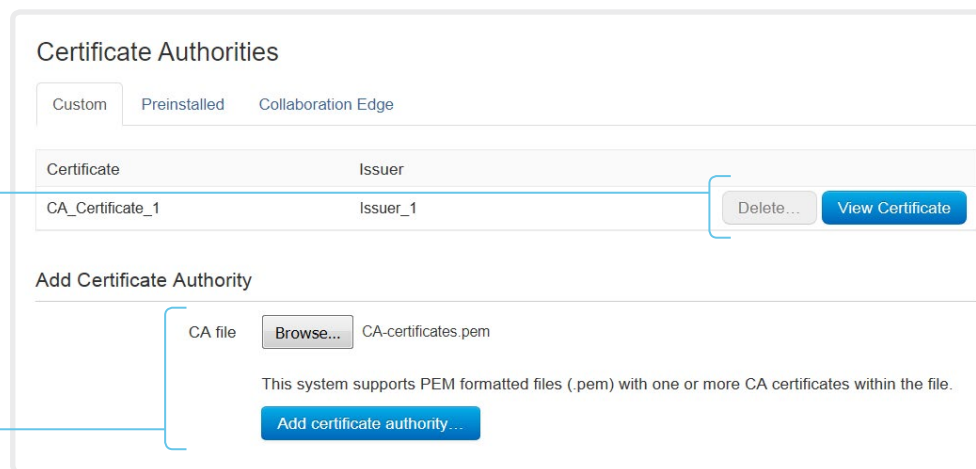 Certificate Authorities
Custom Preinstalled Collaboration Edge
Certificate Issuer
CA_Certificate_1 Issuer_1 Delete... View Certificate
Add Certificate Authority
CA file Browse... CA-certificates.pem
This system supports PEM formatted files (.pem) with one or more CA certificates within the file.
Add certificate authority...